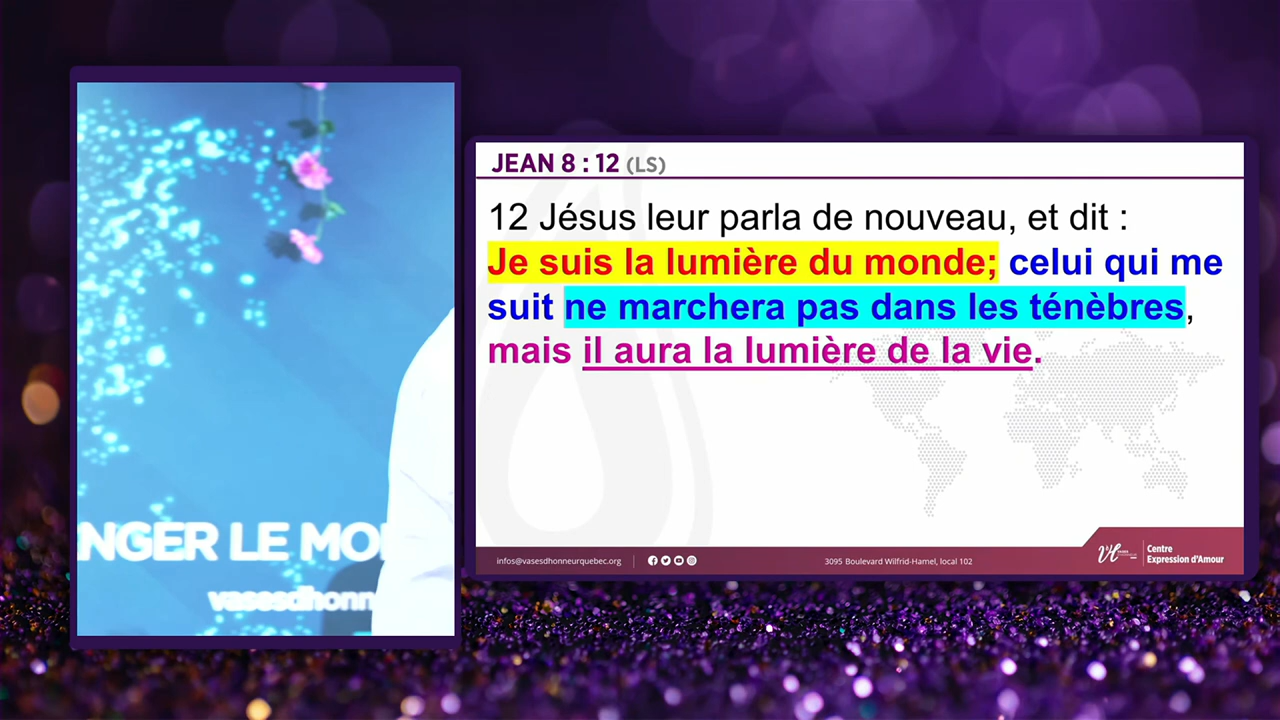 JEAN 8 : 12 (LS)
12 Jésus leur parla de nouveau, et dit :
Je suis la lumière du monde; celui qui me
suit ne marchera pas dans les ténèbres,
mais il aura la lumière de la vie.
NGER LE MO
vasesdhonn
infos@vasesdhonneurquebec.org
3095 Boulevard Wilfrid-Hamel, local 102
Centre
Expression d'Amour